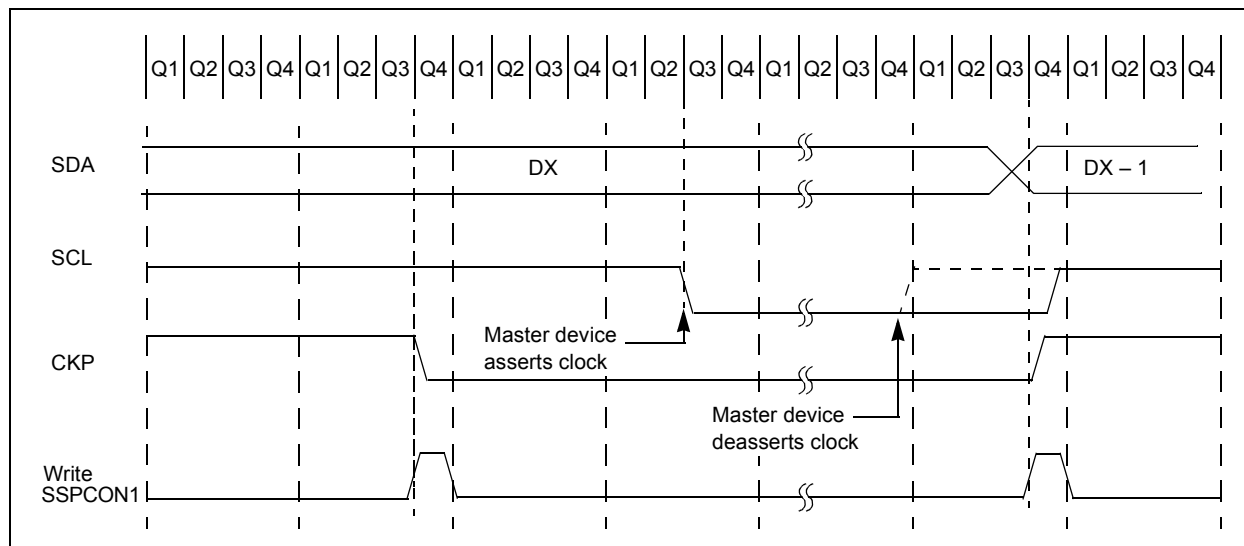 Q1 Q2 Q3 Q4 Q1 Q2 Q3 Q4 Q1 Q2 Q3 Q4 Q1 Q2 Q3 Q4 Q1 Q2 Q3 Q4 Q1 Q2 Q3 Q4 Q1 Q2 Q3 Q4
SDA
DX
DX – 1
SCL
Master device
asserts clock
CKP
Master device
deasserts clock
Write
SSPCON1